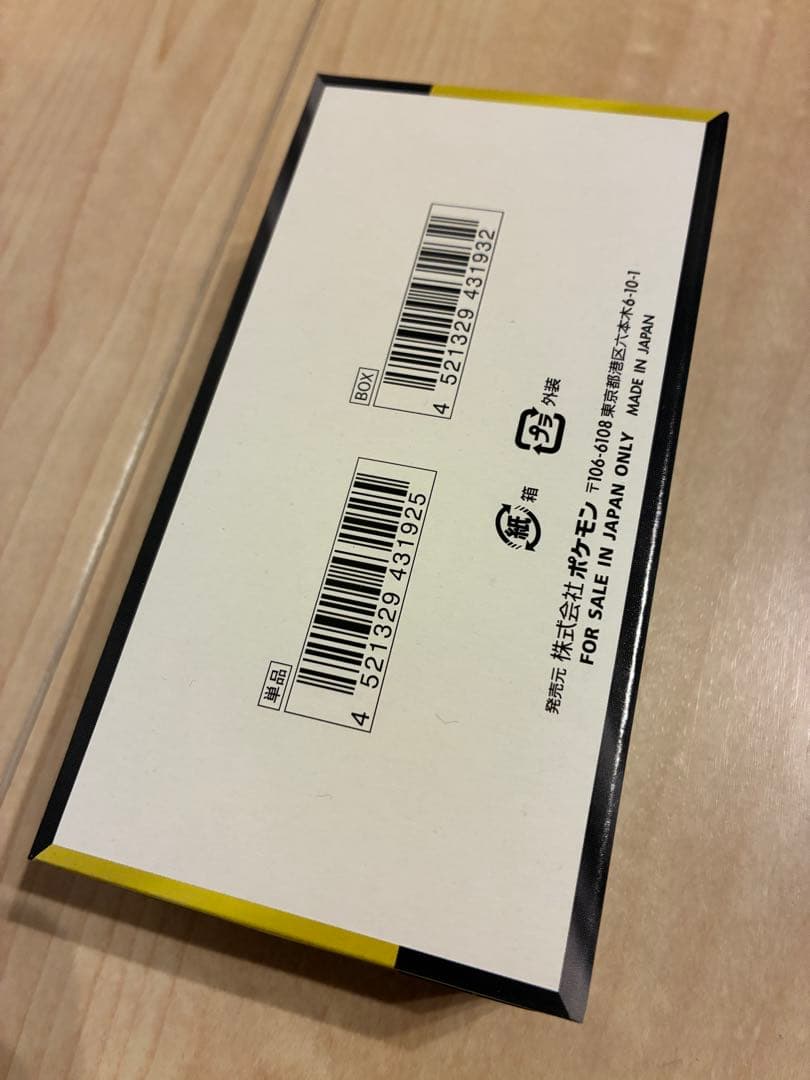 単品
4 521329 431925
BOX
4 521329 431932
紙 箱
プラ 外装
発売元 株式会社 ポケモン 〒106-6108 東京都港区六本木6-10-1
FOR SALE IN JAPAN ONLY MADE IN JAPAN